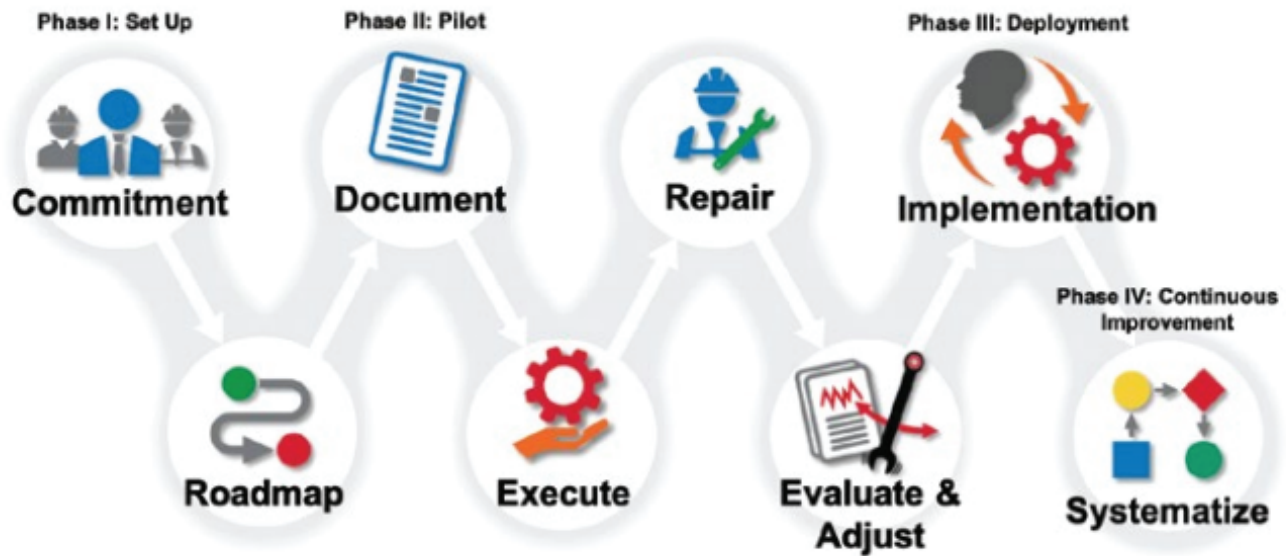 Phase I: Set Up
Commitment
Roadmap
Phase II: Pilot
Document
Execute
Repair
Evaluate &
Adjust
Phase III: Deployment
Implementation
Phase IV: Continuous
Improvement
Systematize